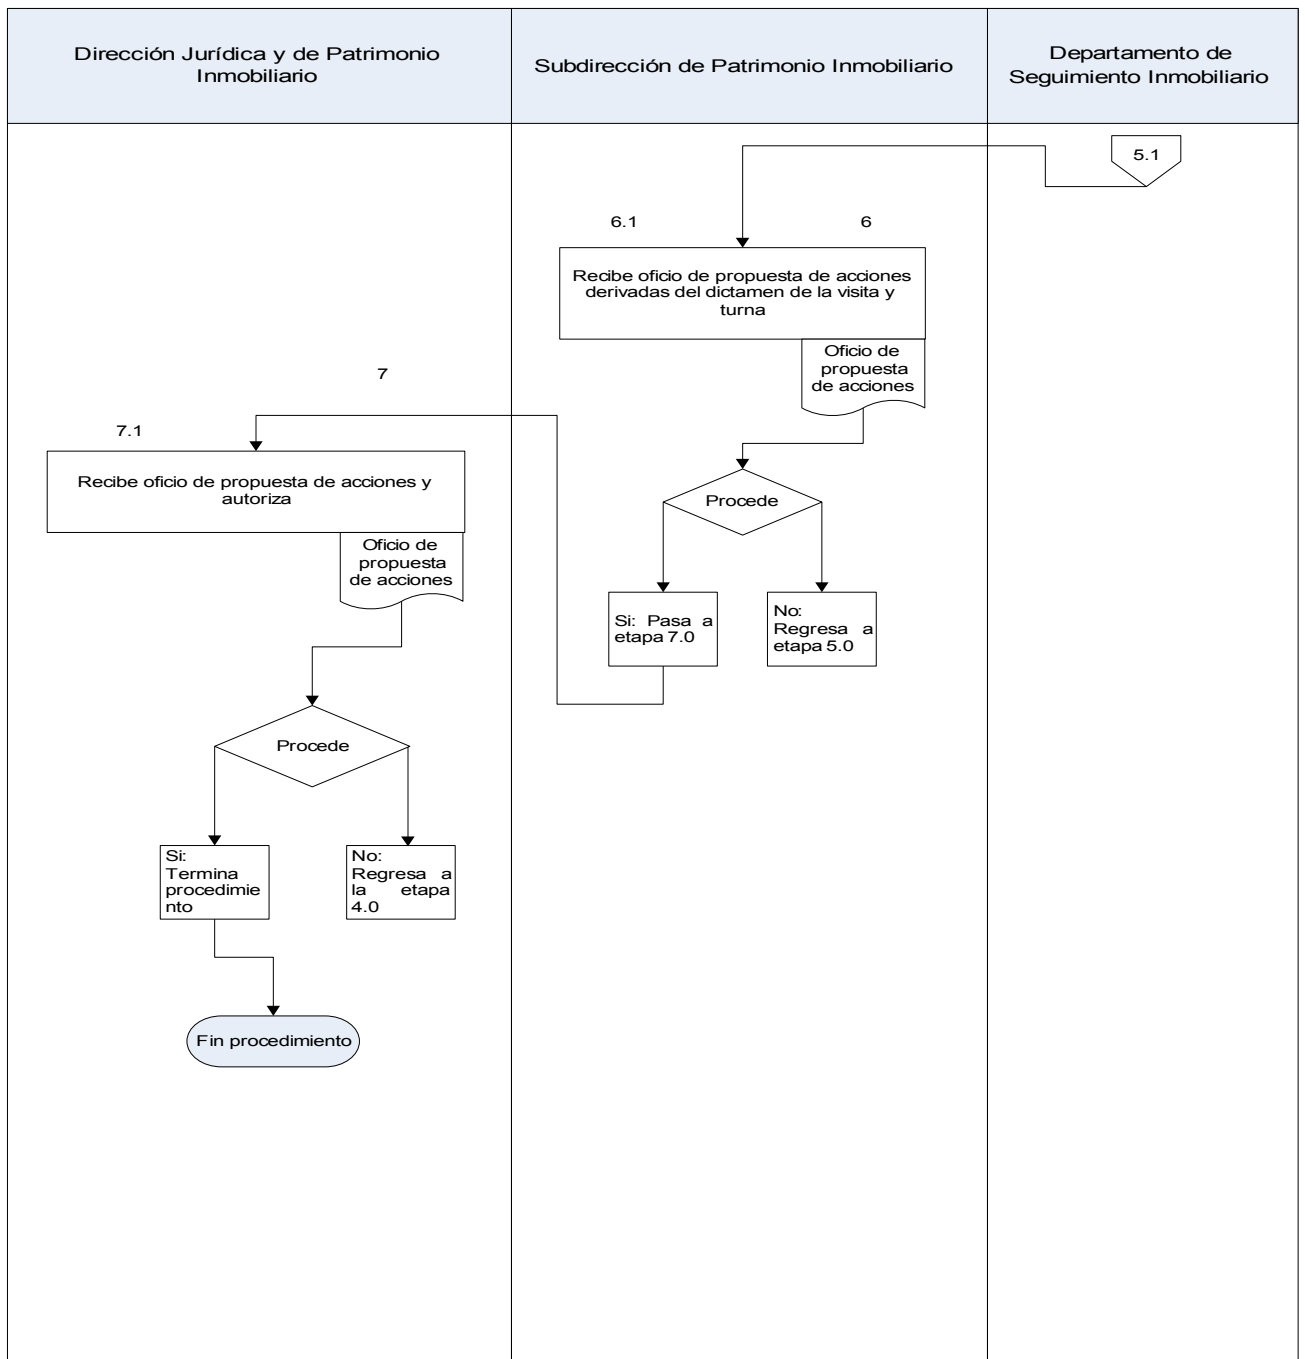 Dirección Jurídica y de Patrimonio
Inmobiliario
Subdirección de Patrimonio Inmobiliario
Departamento de
Seguimiento Inmobiliario
5.1
6.1
6
Recibe oficio de propuesta de acciones
derivadas del dictamen de la visita y
turna
Oficio de
propuesta
de acciones
7
7.1
Recibe oficio de propuesta de acciones y
autoriza
Oficio de
propuesta
de acciones
Procede
Si: Pasa a
etapa 7.0
No:
Regresa a
etapa 5.0
Procede
Si:
Termina
procedimie
nto
No:
Regresa a
la etapa
4.0
Fin procedimiento